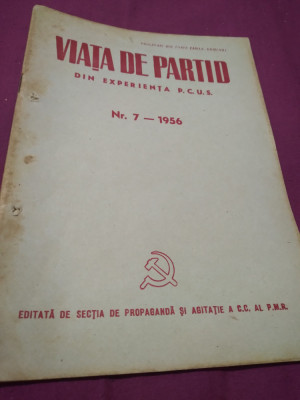 VIAȚA DE PARTID
DIN EXPERIENȚA P.C.U.S.
Nr. 7 — 1956
EDITATĂ DE SECȚIA DE PROPAGANDĂ ȘI AGITAȚIE A C.C. AL P.M.R.